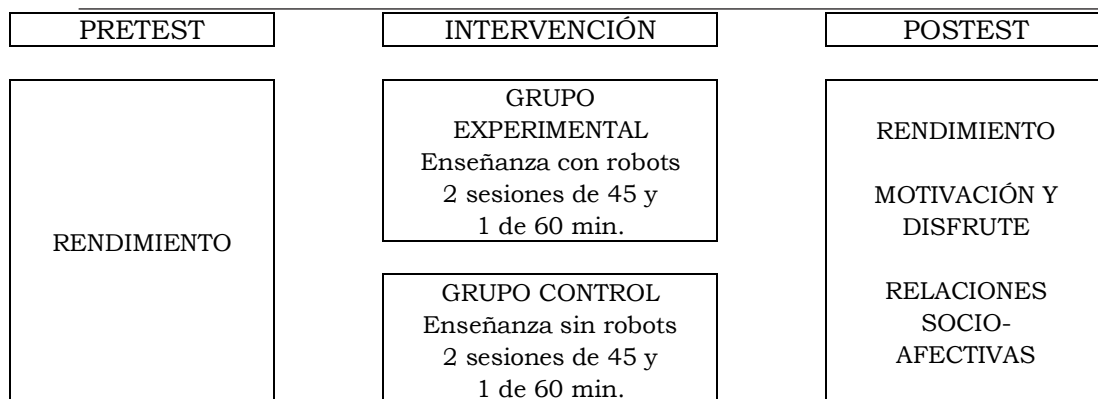 PRETEST
INTERVENCIÓN
POSTEST
RENDIMIENTO
GRUPO
EXPERIMENTAL
Enseñanza con robots
2 sesiones de 45 y
1 de 60 min.
GRUPO CONTROL
Enseñanza sin robots
2 sesiones de 45 y
1 de 60 min.
RENDIMIENTO
MOTIVACIÓN Y
DISFRUTE
RELACIONES
SOCIO-
AFECTIVAS